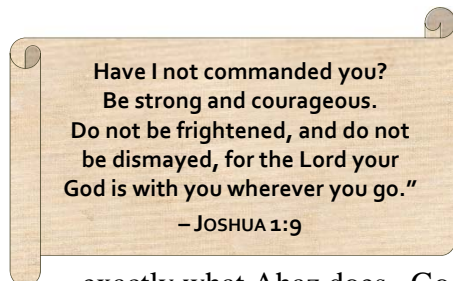 Have I not commanded you?
Be strong and courageous.
Do not be frightened, and do not
be dismayed, for the Lord your
God is with you wherever you go.”
– JOSHUA 1:9
exactly what Ahaz does. Go